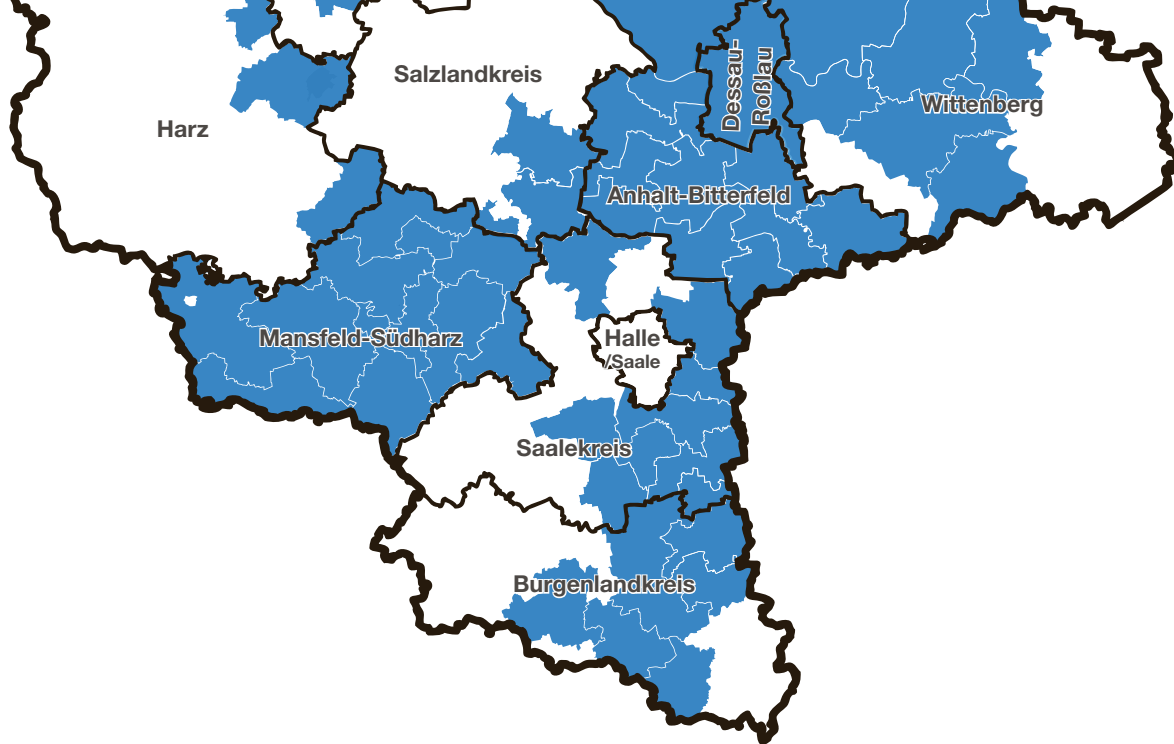 Salzlandkreis
Harz
Dessau-
Roßlau
Wittenberg
Anhalt-Bitterfeld
Mansfeld-Südharz
Halle
/Saale
Saalekreis
Burgenlandkreis